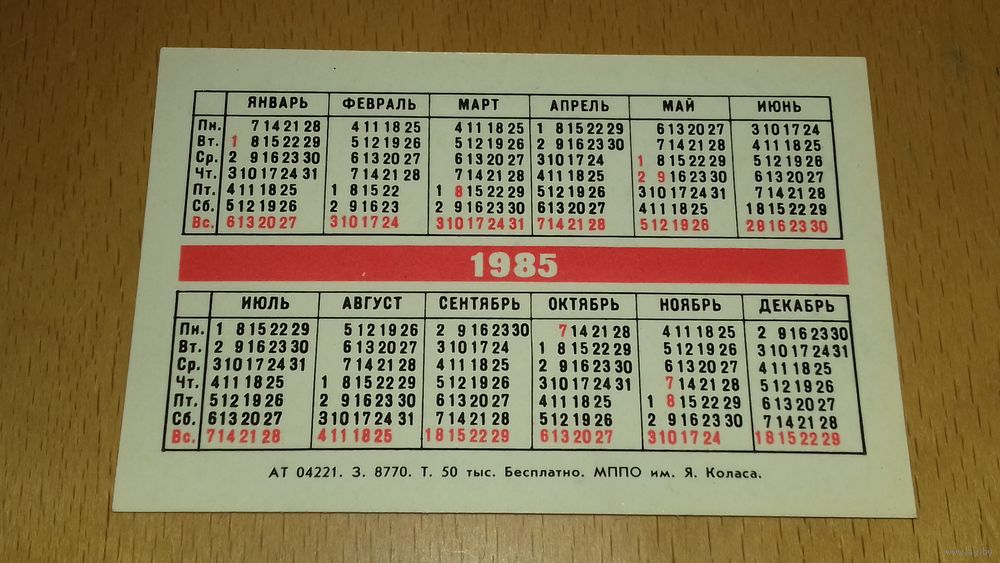 ЯНВАРЬ ФЕВРАЛЬ МАРТ АПРЕЛЬ МАЙ ИЮНЬ
Пн. 7 14 21 28 4 11 18 25 4 11 18 25 1 8 15 22 29 6 13 20 27 3 10 17 24
Вт. 1 8 15 22 29 5 12 19 26 5 12 19 26 2 9 16 23 30 7 14 21 28 4 11 18 25
Ср. 2 9 16 23 30 6 13 20 27 6 13 20 27 3 10 17 24 1 8 15 22 29 5 12 19 26
Чт. 3 10 17 24 31 7 14 21 28 7 14 21 28 4 11 18 25 2 9 16 23 30 6 13 20 27
Пт. 4 11 18 25 1 8 15 22 1 8 15 22 29 5 12 19 26 3 10 17 24 31 7 14 21 28
Сб. 5 12 19 26 2 9 16 23 2 9 16 23 30 6 13 20 27 4 11 18 25 1 8 15 22 29
Вс. 6 13 20 27 3 10 17 24 3 10 17 24 31 7 14 21 28 5 12 19 26 2 9 16 23 30
1985
ИЮЛЬ АВГУСТ СЕНТЯБРЬ ОКТЯБРЬ НОЯБРЬ ДЕКАБРЬ
Пн. 1 8 15 22 29 5 12 19 26 2 9 16 23 30 7 14 21 28 4 11 18 25 2 9 16 23 30
Вт. 2 9 16 23 30 6 13 20 27 3 10 17 24 1 8 15 22 29 5 12 19 26 3 10 17 24 31
Ср. 3 10 17 24 31 7 14 21 28 4 11 18 25 2 9 16 23 30 6 13 20 27 4 11 18 25
Чт. 4 11 18 25 1 8 15 22 29 5 12 19 26 3 10 17 24 31 7 14 21 28 5 12 19 26
Пт. 5 12 19 26 2 9 16 23 30 6 13 20 27 4 11 18 25 1 8 15 22 29 6 13 20 27
Сб. 6 13 20 27 3 10 17 24 31 7 14 21 28 5 12 19 26 2 9 16 23 30 7 14 21 28
Вс. 7 14 21 28 4 11 18 25 1 8 15 22 29 6 13 20 27 3 10 17 24 1 8 15 22 29
АТ 04221. З. 8770. Т. 50 тыс. Бесплатно. МППО им. Я. Коласа.